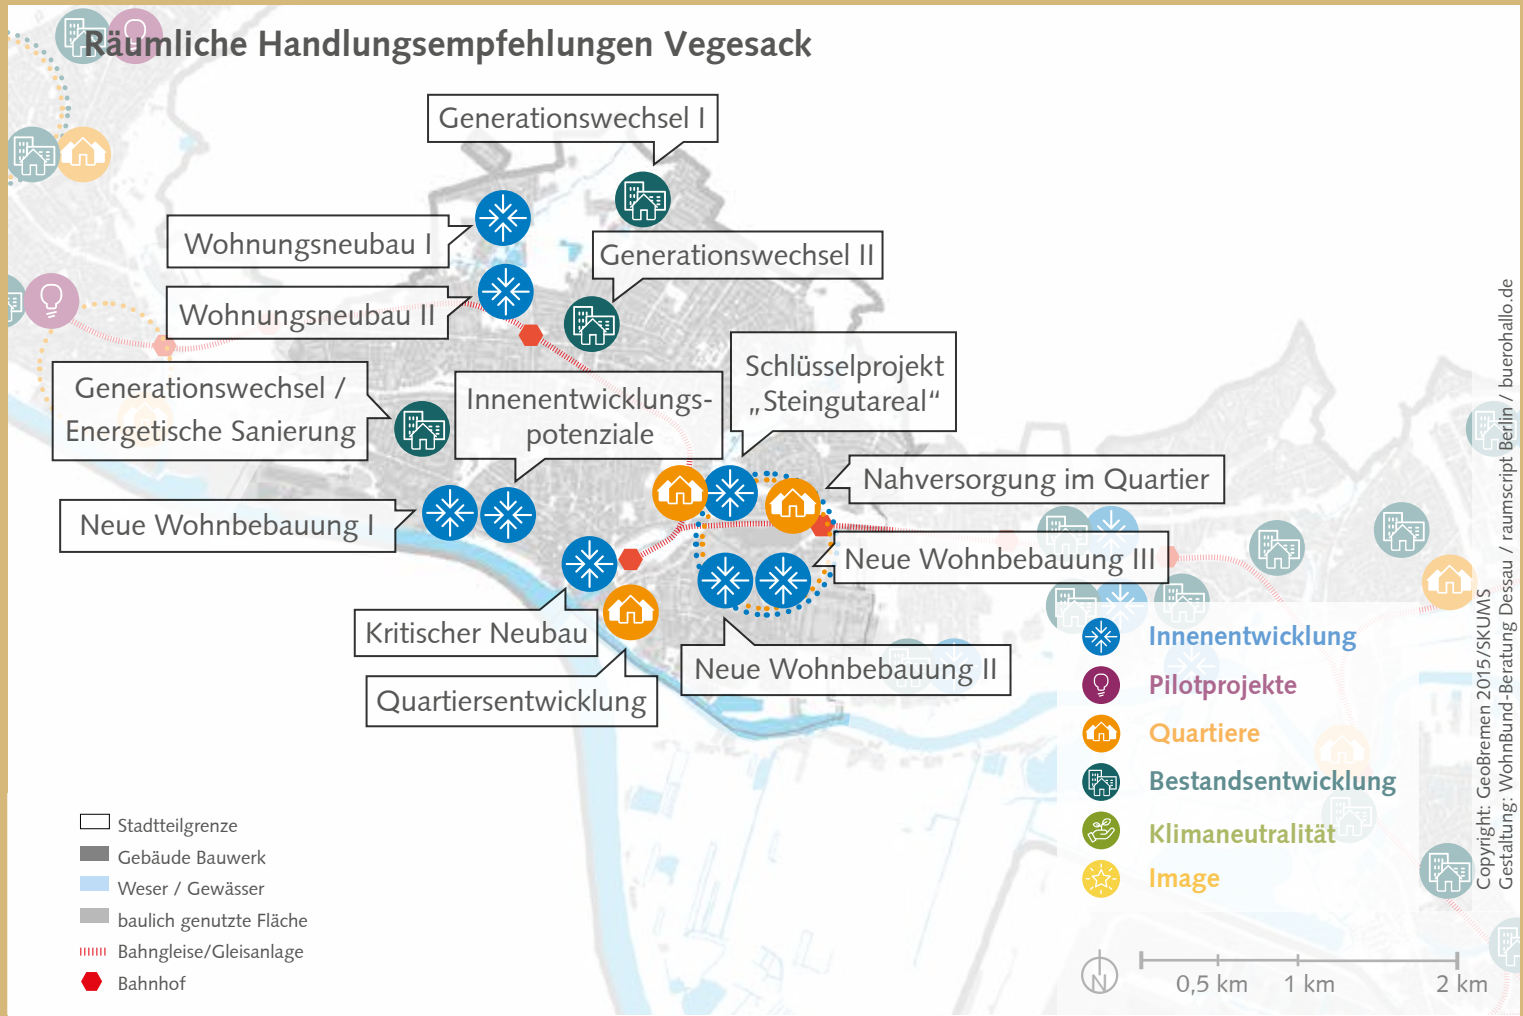 Räumliche Handlungsempfehlungen Vegesack
Generationswechsel I
Wohnungsneubau I
Generationswechsel II
Wohnungsneubau II
Schlüsselprojekt
„Steingutareal“
Generationswechsel /
Energetische Sanierung
Innenentwicklungs-
potenziale
Nahversorgung im Quartier
Neue Wohnbebauung I
Neue Wohnbebauung III
Kritischer Neubau
Neue Wohnbebauung II
Quartiersentwicklung
Innenentwicklung
Pilotprojekte
Quartiere
Bestandsentwicklung
Klimaneutralität
Image
Stadtteilgrenze
Gebäude Bauwerk
Weser / Gewässer
baulich genutzte Fläche
Bahngleise/Gleisanlage
Bahnhof
N
0,5 km 1 km 2 km
Copyright: GeoBremen 2015/SKUMS
Gestaltung: WohnBund-Beratung Dessau / raumscript Berlin / buerohallo.de